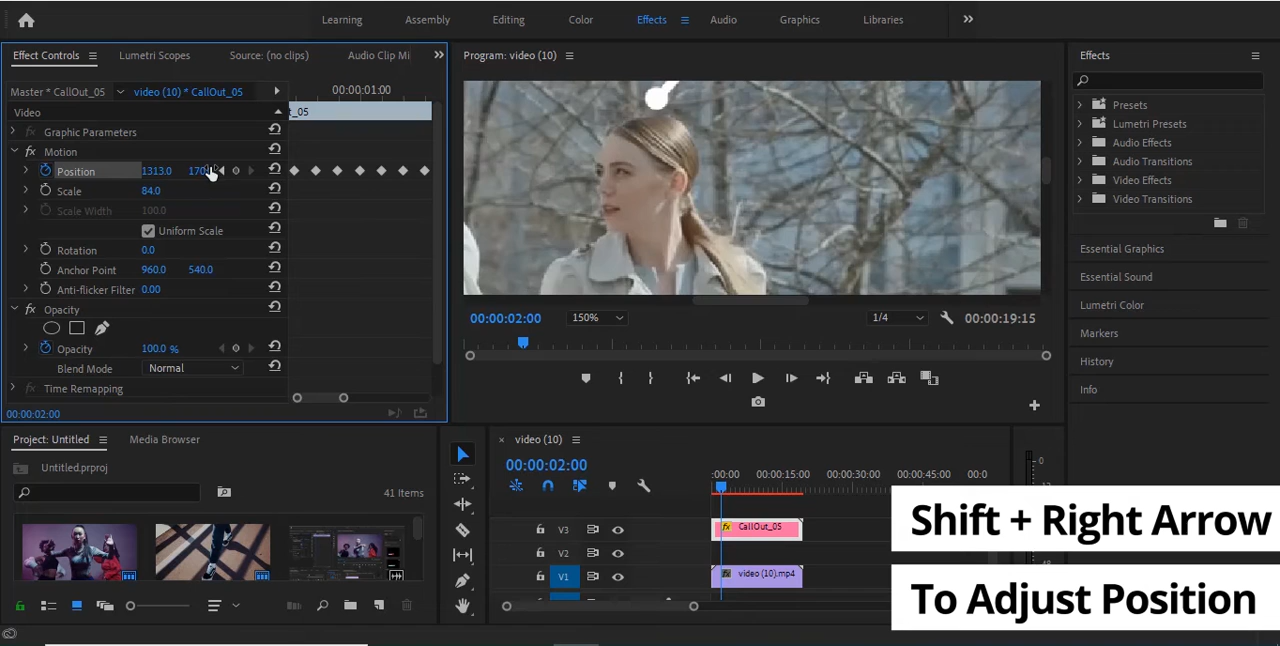 Learning Assembly Editing Color Effects Audio Graphics Libraries
Effect Controls Lumetri Scopes Source: (no clips) Audio Clip Mi
Program: video (10)
Effects
Master * CallOut_05 video (10) * CallOut_05 00:00:01:00
Video t_05
Graphic Parameters
Motion
Position 1313.0
Scale 84.0
Scale Width 100.0
Uniform Scale
Rotation 0.0
Anchor Point 960.0 540.0
Anti-flicker Filter 0.00
Opacity
Opacity 100.0 %
Blend Mode Normal
Time Remapping
00:00:02:00
00:00:02:00 150% 1/4 00:00:19:15
Presets
Lumetri Presets
Audio Effects
Audio Transitions
Video Effects
Video Transitions
Essential Graphics
Essential Sound
Lumetri Color
Markers
History
Info
Project: Untitled Media Browser
Untitled.prproj
41 Items
× video (10)
00:00:02:00
:00:00 00:00:15:00 00:00:30:00 00:00:45:00 00:0
V3 fx CallOut_05
V2
V1 fx video (10).mp4
0
Shift + Right Arrow
To Adjust Position